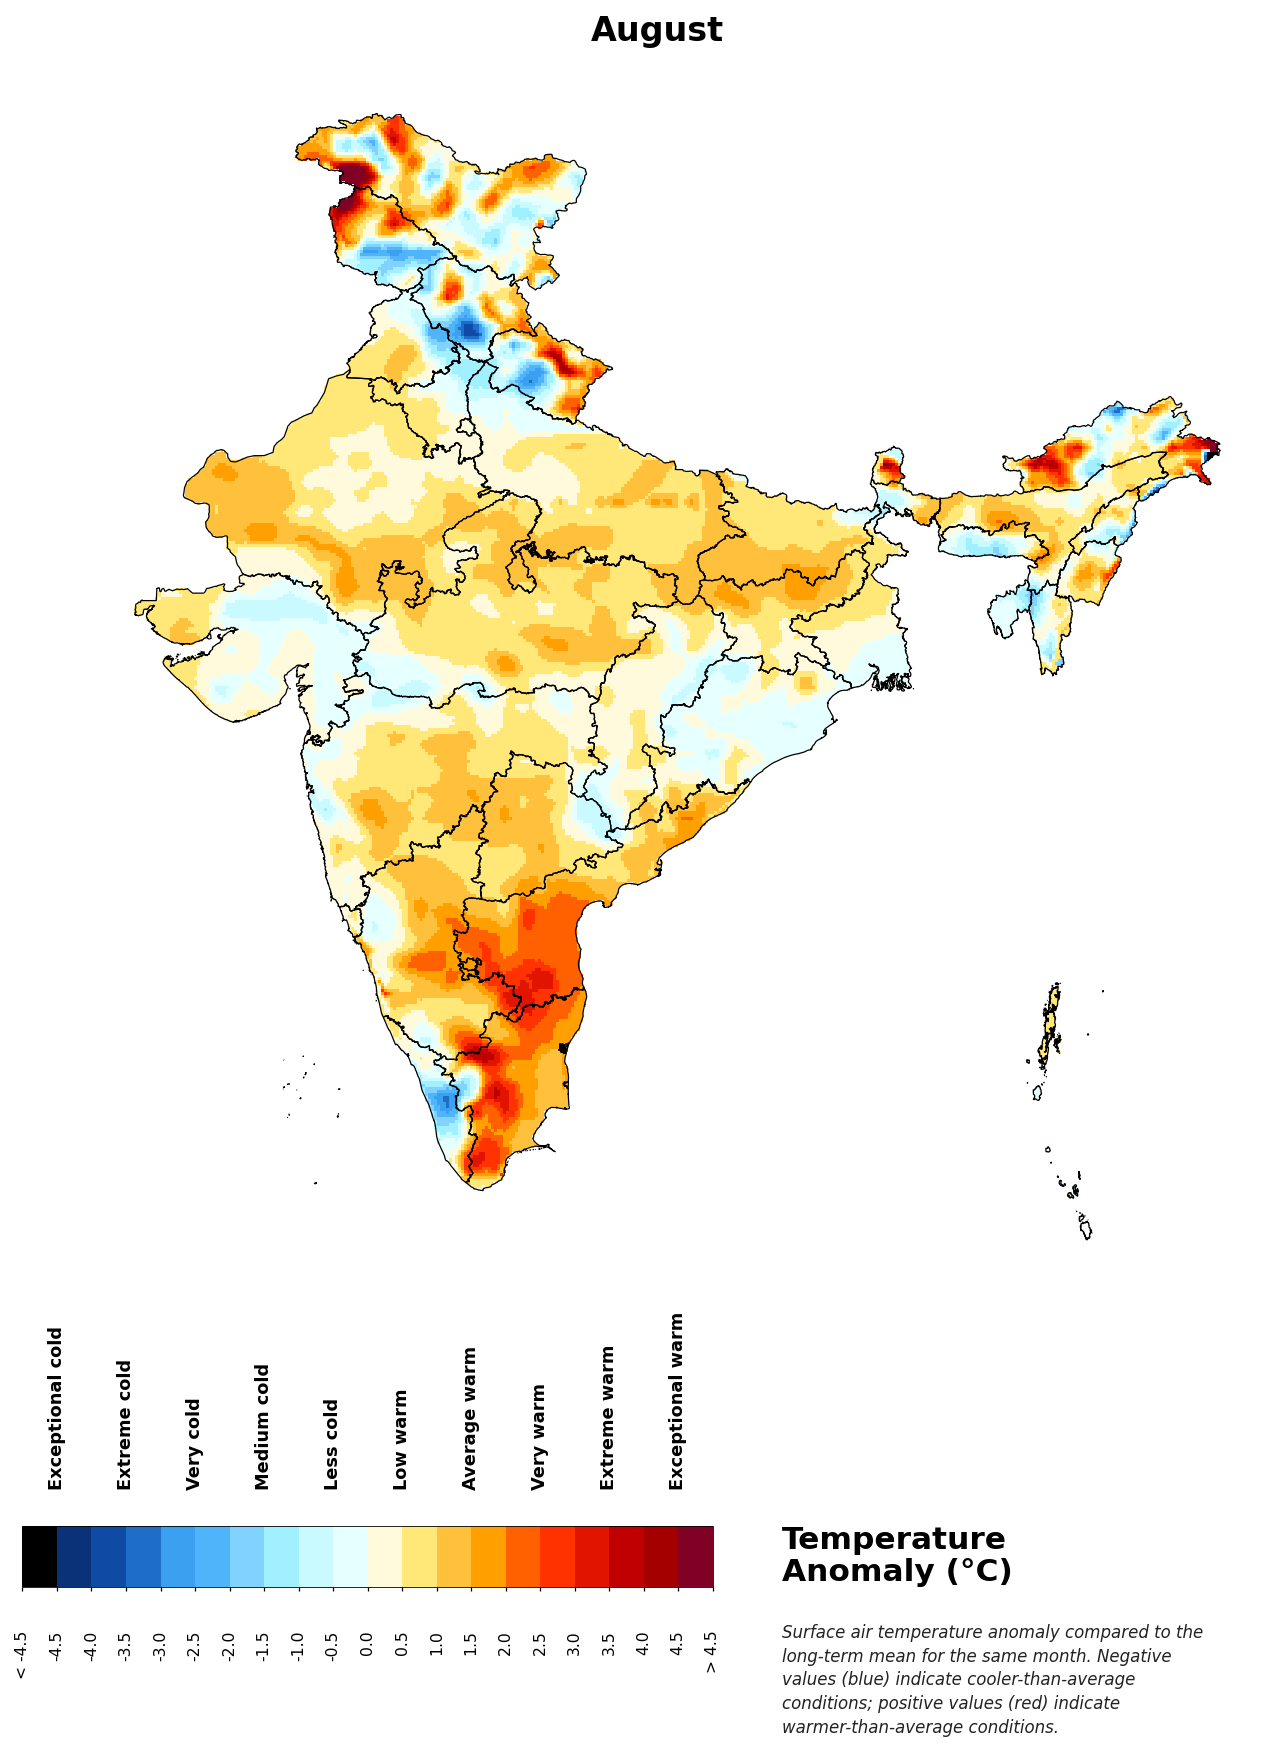 August
Exceptional cold
Extreme cold
Very cold
Medium cold
Less cold
Low warm
Average warm
Very warm
Extreme warm
Exceptional warm
< -4.5
-4.5
-4.0
-3.5
-3.0
-2.5
-2.0
-1.5
-1.0
-0.5
0.0
0.5
1.0
1.5
2.0
2.5
3.0
3.5
4.0
4.5
> 4.5
Temperature
Anomaly (°C)
Surface air temperature anomaly compared to the
long-term mean for the same month. Negative
values (blue) indicate cooler-than-average
conditions; positive values (red) indicate
warmer-than-average conditions.